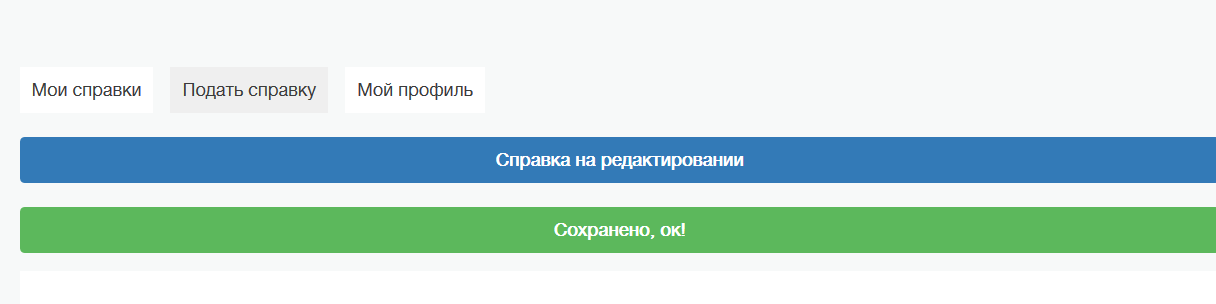 Мои справки Подать справку Мой профиль
Справка на редактировании
Сохранено, ок!